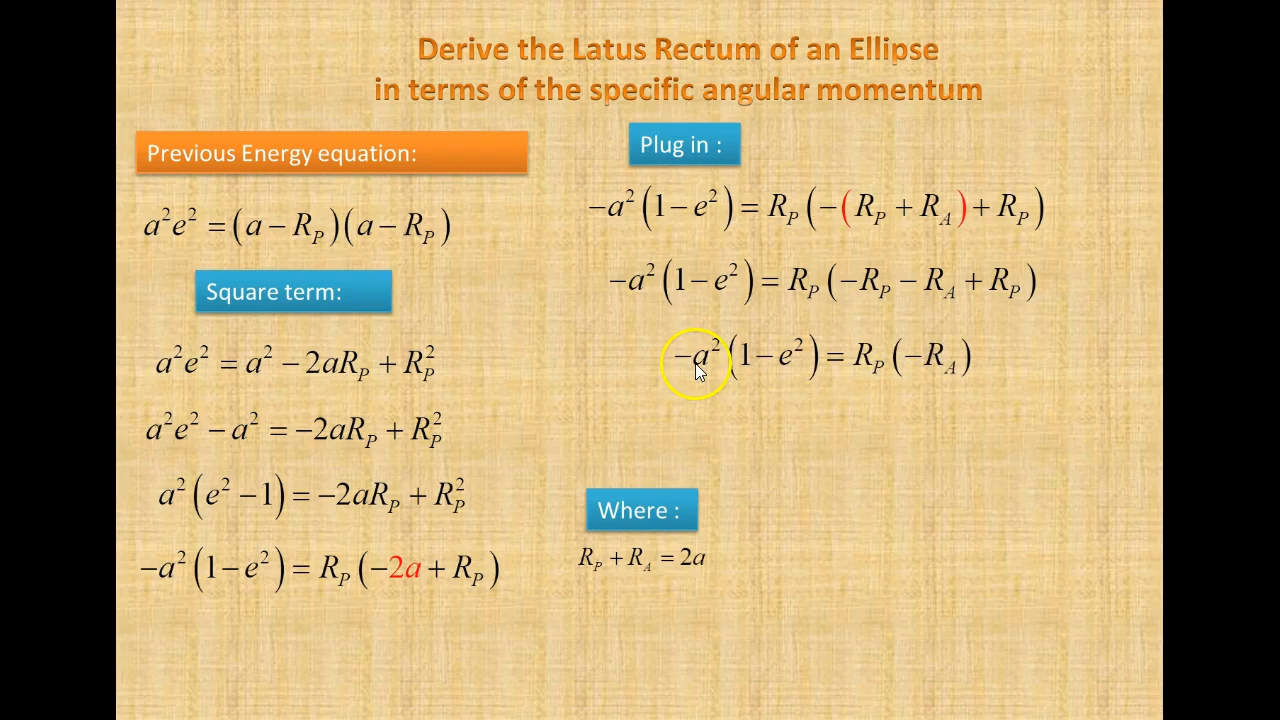 Derive the Latus Rectum of an Ellipse
in terms of the specific angular momentum
Previous Energy equation:
a²e² = (a − R_P)(a − R_P)
Square term:
a²e² = a² − 2aR_P + R_P²
a²e² − a² = −2aR_P + R_P²
a²(e² − 1) = −2aR_P + R_P²
−a²(1 − e²) = R_P(−2a + R_P)
Plug in :
−a²(1 − e²) = R_P(−(R_P + R_A) + R_P)
−a²(1 − e²) = R_P(−R_P − R_A + R_P)
−a²(1 − e²) = R_P(−R_A)
Where :
R_P + R_A = 2a